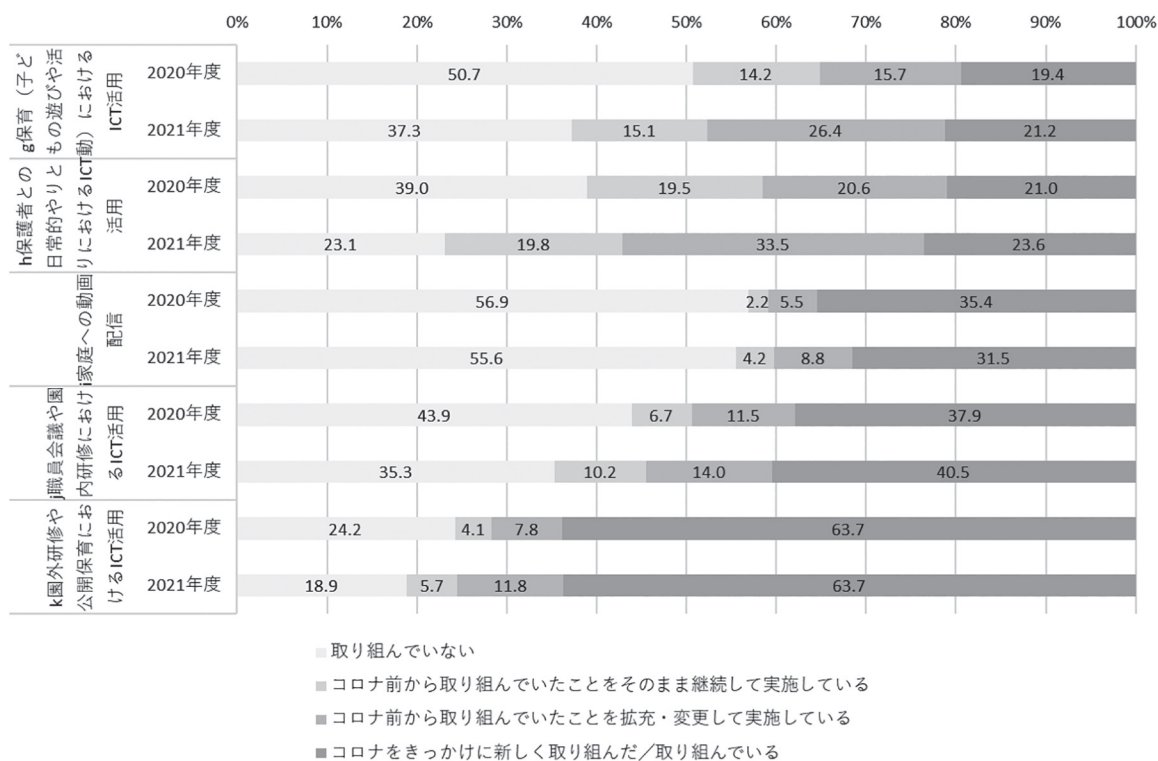 0% 10% 20% 30% 40% 50% 60% 70% 80% 90% 100%
g保育（子ど
もの遊びや活
動）における
ICT活用
2020年度 50.7 14.2 15.7 19.4
2021年度 37.3 15.1 26.4 21.2
h保護者との
日常的やりと
りにおけるICT
活用
2020年度 39.0 19.5 20.6 21.0
2021年度 23.1 19.8 33.5 23.6
i家庭への動画
配信
2020年度 56.9 2.2 5.5 35.4
2021年度 55.6 4.2 8.8 31.5
j職員会議や園
内研修におけ
るICT活用
2020年度 43.9 6.7 11.5 37.9
2021年度 35.3 10.2 14.0 40.5
k園外研修や
公開保育にお
けるICT活用
2020年度 24.2 4.1 7.8 63.7
2021年度 18.9 5.7 11.8 63.7
取り組んでいない
コロナ前から取り組んでいたことをそのまま継続して実施している
コロナ前から取り組んでいたことを拡充・変更して実施している
コロナをきっかけに新しく取り組んだ／取り組んでいる